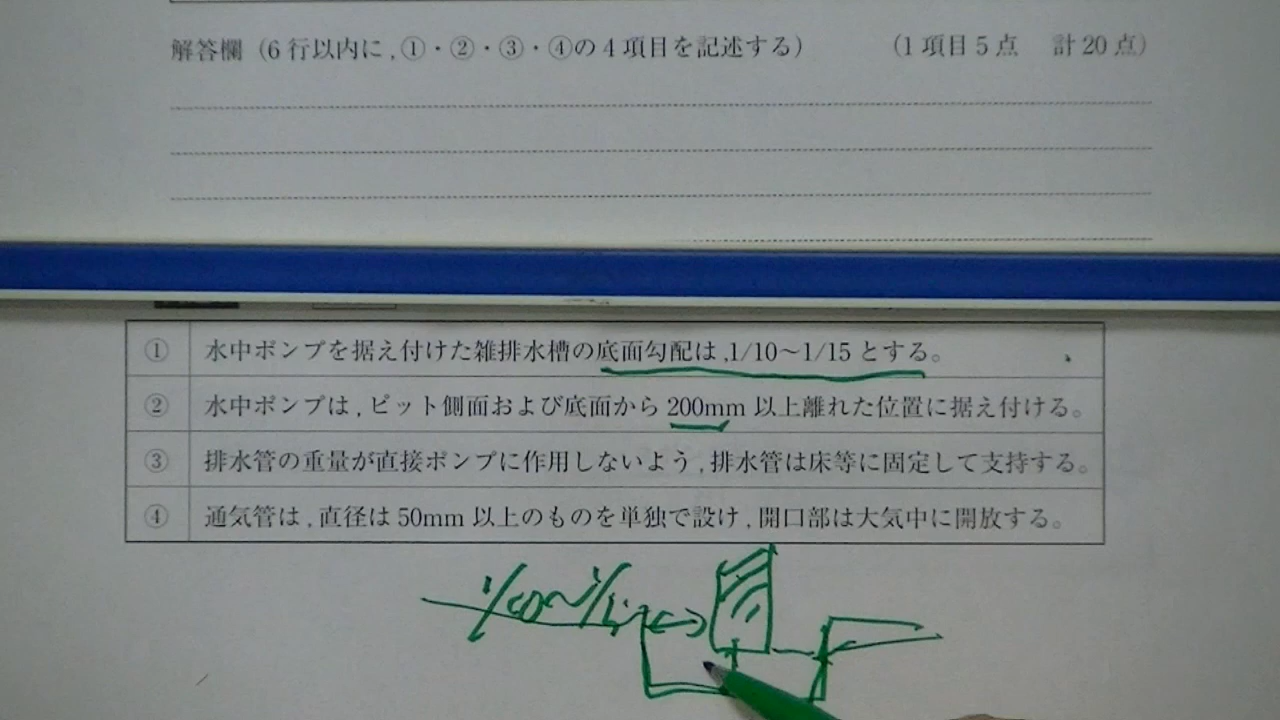 解答欄（6行以内に，①・②・③・④の4項目を記述する）　（1項目5点　計20点）
① 水中ポンプを据え付けた雑排水槽の底面勾配は，1/10～1/15とする。
② 水中ポンプは，ピット側面および底面から200mm以上離れた位置に据え付ける。
③ 排水管の重量が直接ポンプに作用しないよう，排水管は床等に固定して支持する。
④ 通気管は，直径は50mm以上のものを単独で設け，開口部は大気中に開放する。
1/10～1/15